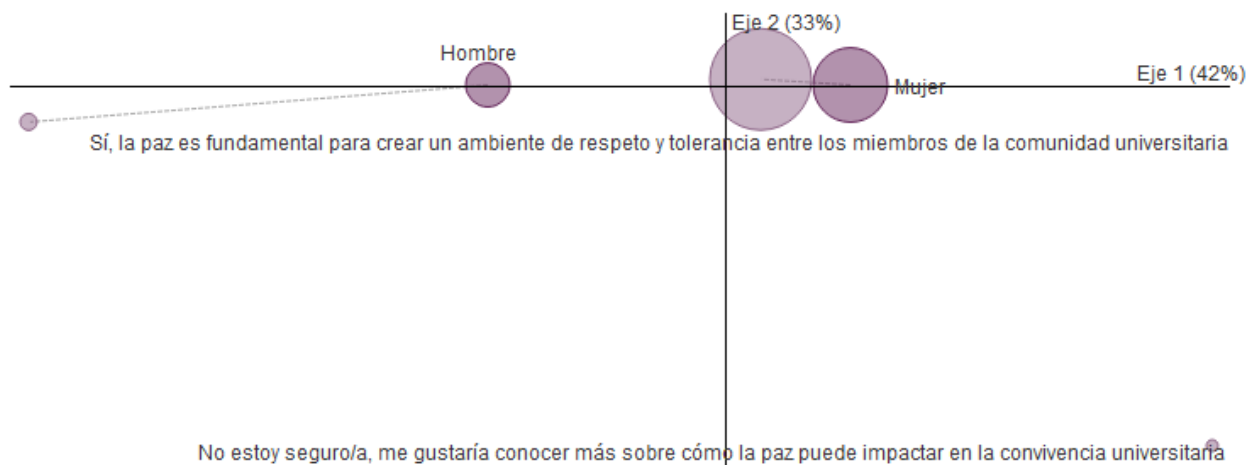 Eje 2 (33%)
Hombre
Eje 1 (42%)
Mujer
Sí, la paz es fundamental para crear un ambiente de respeto y tolerancia entre los miembros de la comunidad universitaria
No estoy seguro/a, me gustaría conocer más sobre cómo la paz puede impactar en la convivencia universitaria